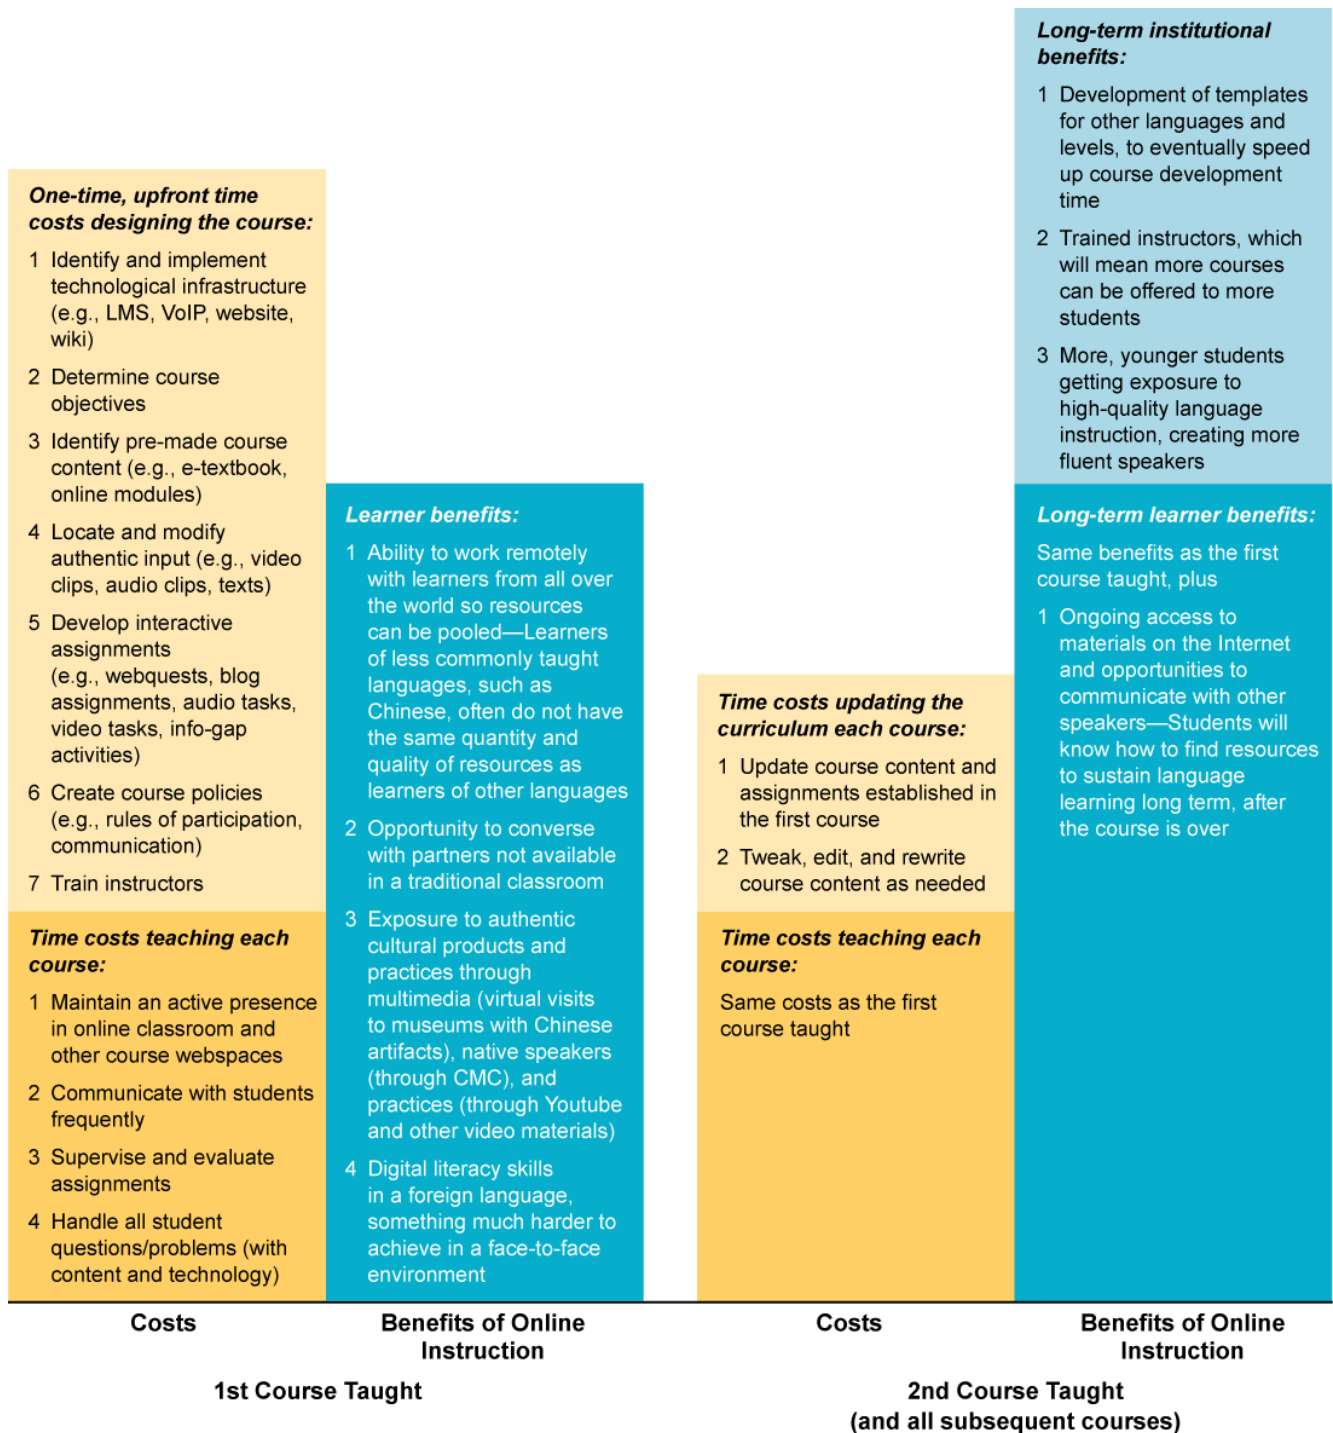 One-time, upfront time
costs designing the course:
1 Identify and implement
technological infrastructure
(e.g., LMS, VoIP, website,
wiki)
2 Determine course
objectives
3 Identify pre-made course
content (e.g., e-textbook,
online modules)
4 Locate and modify
authentic input (e.g., video
clips, audio clips, texts)
5 Develop interactive
assignments
(e.g., webquests, blog
assignments, audio tasks,
video tasks, info-gap
activities)
6 Create course policies
(e.g., rules of participation,
communication)
7 Train instructors
Time costs teaching each
course:
1 Maintain an active presence
in online classroom and
other course webspaces
2 Communicate with students
frequently
3 Supervise and evaluate
assignments
4 Handle all student
questions/problems (with
content and technology)
Costs
Learner benefits:
1 Ability to work remotely
with learners from all over
the world so resources
can be pooled—Learners
of less commonly taught
languages, such as
Chinese, often do not have
the same quantity and
quality of resources as
learners of other languages
2 Opportunity to converse
with partners not available
in a traditional classroom
3 Exposure to authentic
cultural products and
practices through
multimedia (virtual visits
to museums with Chinese
artifacts), native speakers
(through CMC), and
practices (through Youtube
and other video materials)
4 Digital literacy skills
in a foreign language,
something much harder to
achieve in a face-to-face
environment
Benefits of Online
Instruction
1st Course Taught
Time costs updating the
curriculum each course:
1 Update course content and
assignments established in
the first course
2 Tweak, edit, and rewrite
course content as needed
Time costs teaching each
course:
Same costs as the first
course taught
Costs
Long-term institutional
benefits:
1 Development of templates
for other languages and
levels, to eventually speed
up course development
time
2 Trained instructors, which
will mean more courses
can be offered to more
students
3 More, younger students
getting exposure to
high-quality language
instruction, creating more
fluent speakers
Long-term learner benefits:
Same benefits as the first
course taught, plus
1 Ongoing access to
materials on the Internet
and opportunities to
communicate with other
speakers—Students will
know how to find resources
to sustain language
learning long term, after
the course is over
Benefits of Online
Instruction
2nd Course Taught
(and all subsequent courses)